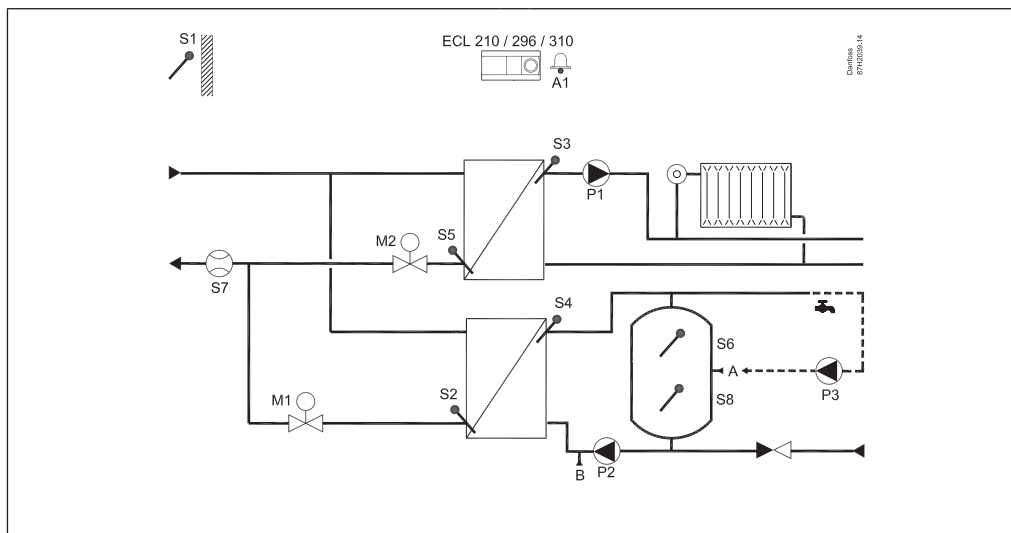 S1
ECL 210 / 296 / 310
A1
Danfoss
87H2039.14
S3
P1
M2
S5
S7
S4
S6
A
S8
P3
M1
S2
P2
B